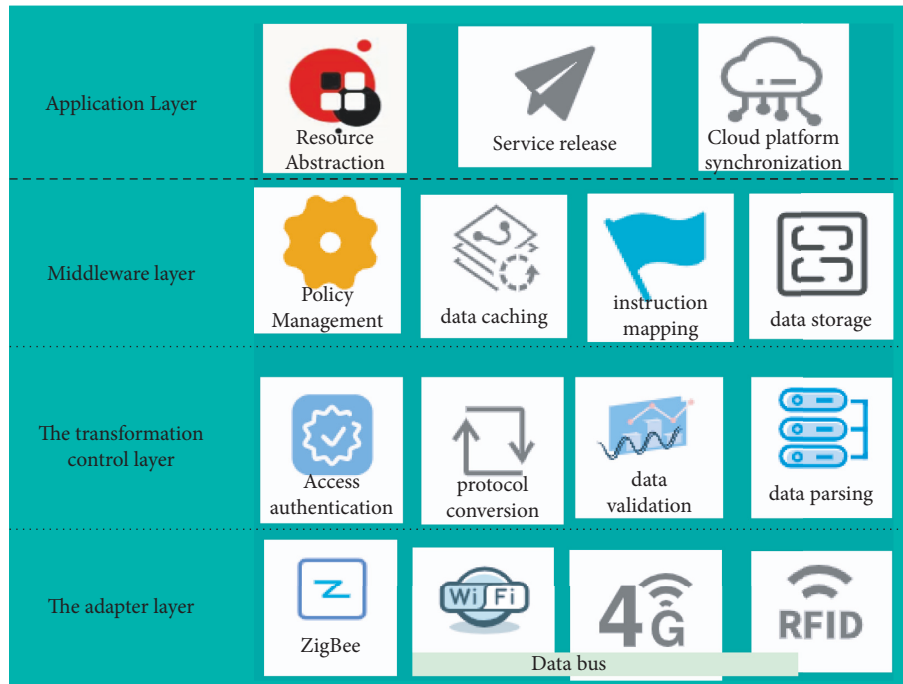 Application Layer
Resource
Abstraction
Service release
Cloud platform
synchronization
Middleware layer
Policy
Management
data caching
instruction
mapping
data storage
The transformation
control layer
Access
authentication
protocol
conversion
data
validation
data parsing
The adapter layer
ZigBee
WiFi
4G
RFID
Data bus